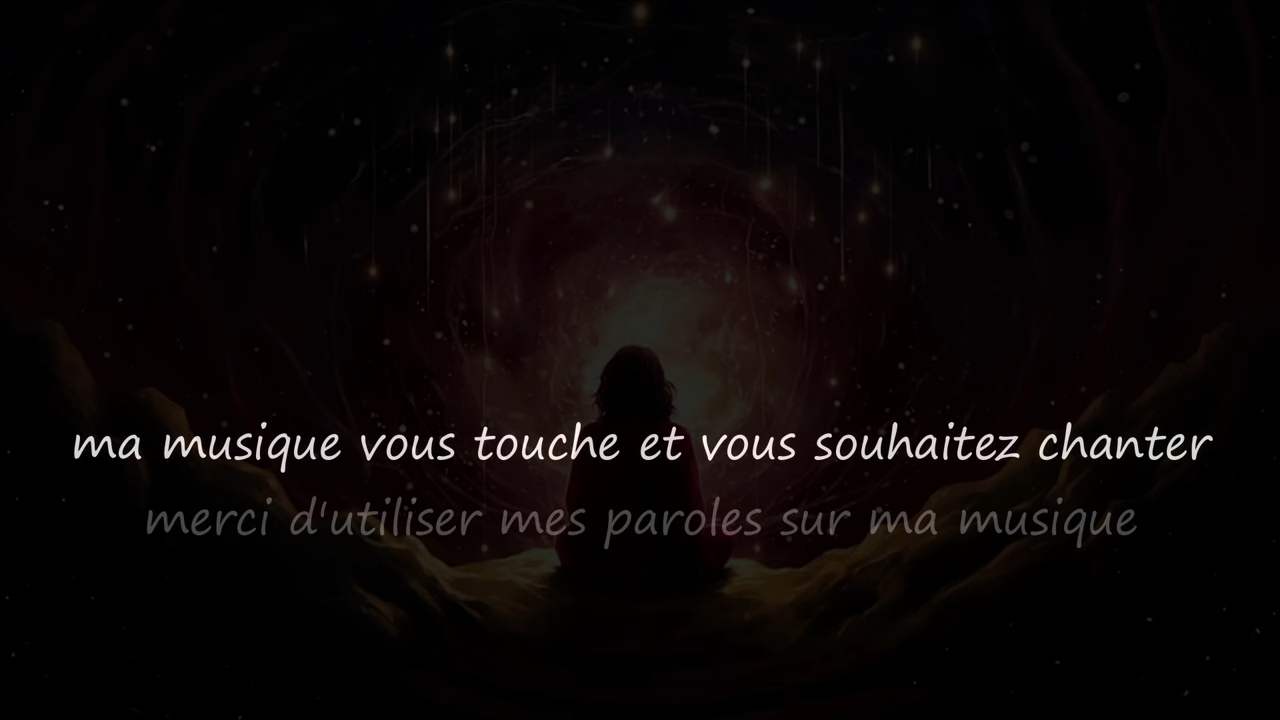 ma musique vous touche et vous souhaitez chanter
merci d'utiliser mes paroles sur ma musique